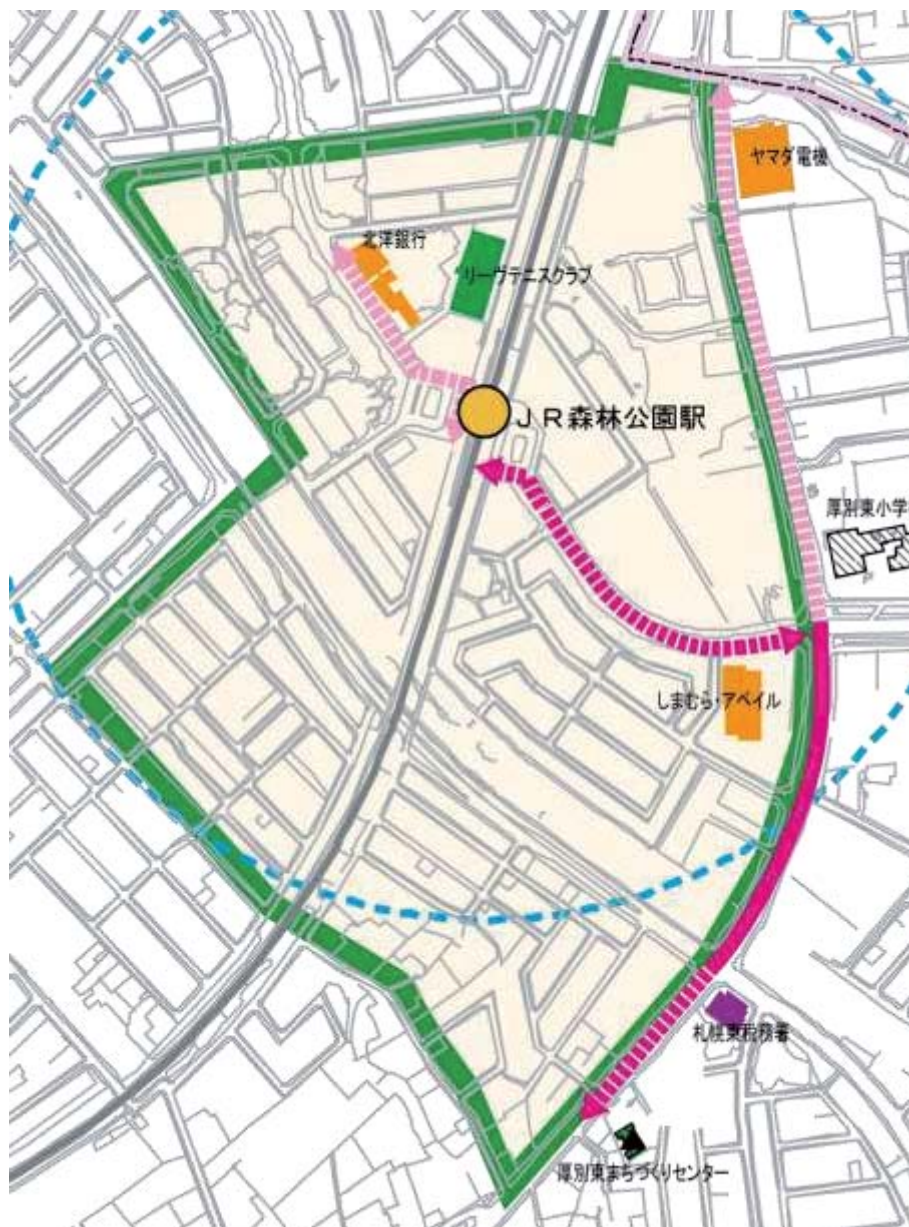 ヤマダ電機
北洋銀行
リーヴテニスクラブ
JR森林公園駅
厚別東小学
しまむら・アベイル
札幌東税務署
厚別東まちづくりセンター